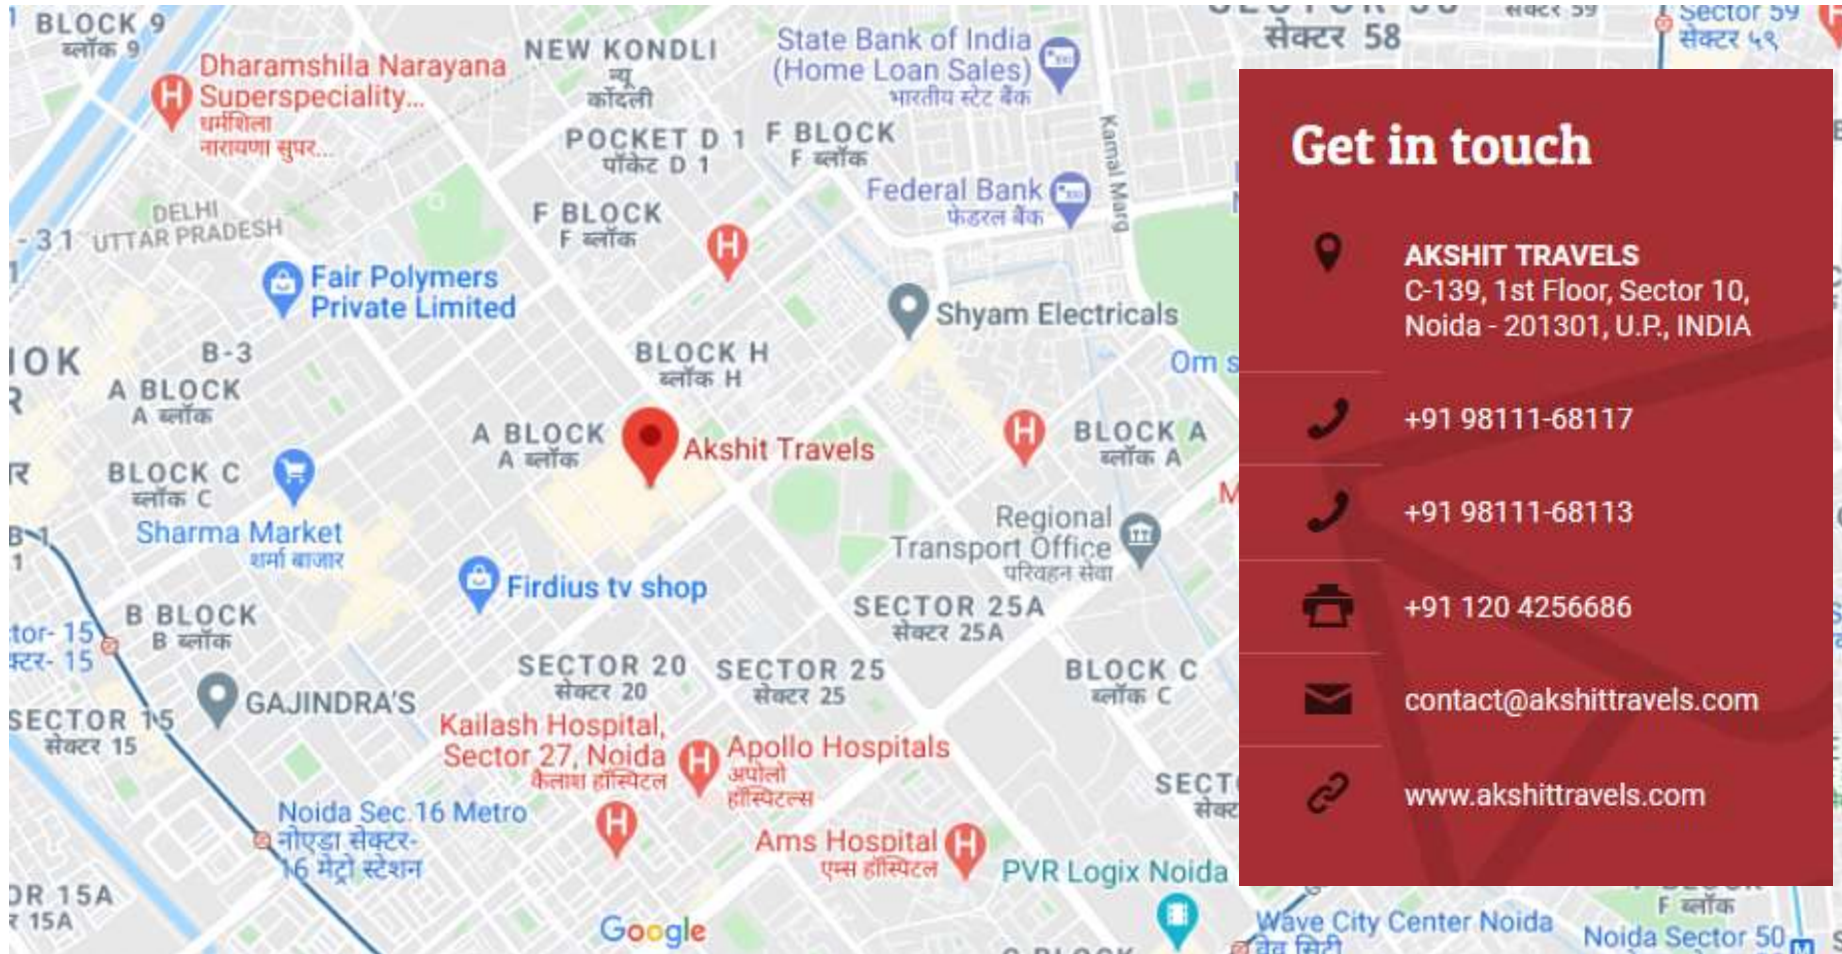 BLOCK 9
ब्लॉक 9
Dharamshila Narayana
Superspeciality...
धर्मशिला
नारायणा सुपर...
NEW KONDLI
न्यू
कोंदली
State Bank of India
(Home Loan Sales)
भारतीय स्टेट बैंक
सेक्टर 58
सेक्टर 59
Sector 59
सेक्टर ५९
POCKET D 1
पॉकेट D 1
F BLOCK
F ब्लॉक
Kamal Marg
Federal Bank
फेडरल बैंक
DELHI
UTTAR PRADESH
F BLOCK
F ब्लॉक
Fair Polymers
Private Limited
Shyam Electricals
B-3
A BLOCK
A ब्लॉक
BLOCK H
ब्लॉक H
Om s
A BLOCK
A ब्लॉक
Akshit Travels
BLOCK A
ब्लॉक A
BLOCK C
ब्लॉक C
Sharma Market
शर्मा बाजार
Regional
Transport Office
परिवहन सेवा
Firdius tv shop
B BLOCK
B ब्लॉक
SECTOR 25A
सेक्टर 25A
SECTOR 20
सेक्टर 20
SECTOR 25
सेक्टर 25
BLOCK C
ब्लॉक C
GAJINDRA'S
SECTOR 15
सेक्टर 15
Kailash Hospital,
Sector 27, Noida
कैलाश हॉस्पिटल
Apollo Hospitals
अपोलो
हॉस्पिटल्स
Noida Sec.16 Metro
नोएडा सेक्टर-
16 मेट्रो स्टेशन
Ams Hospital
एम्स हॉस्पिटल
PVR Logix Noida
OR 15A
15A
Google
Wave City Center Noida
वेव सिटी
F ब्लॉक
Noida Sector 50
Get in touch
AKSHIT TRAVELS
C-139, 1st Floor, Sector 10,
Noida - 201301, U.P., INDIA
+91 98111-68117
+91 98111-68113
+91 120 4256686
contact@akshittravels.com
www.akshittravels.com